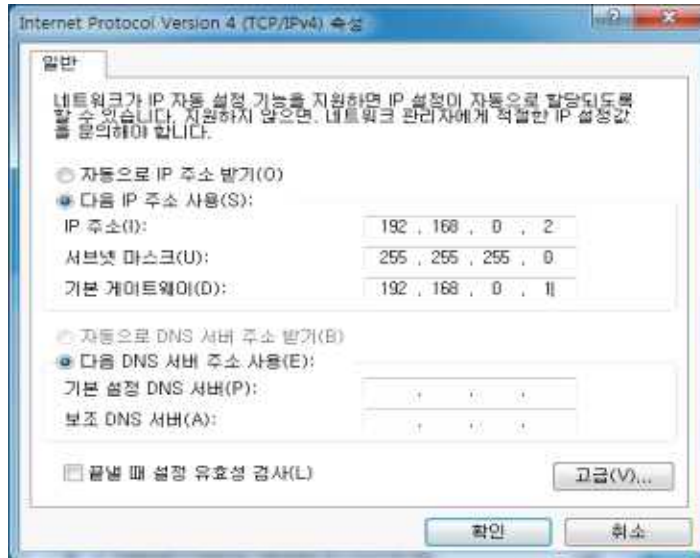 Internet Protocol Version 4 (TCP/IPv4) 속성
일반
네트워크가 IP 자동 설정 기능을 지원하면 IP 설정이 자동으로 할당되도록
할 수 있습니다. 지원하지 않으면, 네트워크 관리자에게 적절한 IP 설정값
을 문의해야 합니다.
자동으로 IP 주소 받기(O)
다음 IP 주소 사용(S):
IP 주소(I): 192 . 168 . 0 . 2
서브넷 마스크(U): 255 . 255 . 255 . 0
기본 게이트웨이(D): 192 . 168 . 0 . 1
자동으로 DNS 서버 주소 받기(B)
다음 DNS 서버 주소 사용(E):
기본 설정 DNS 서버(P): . . .
보조 DNS 서버(A): . . .
끝낼 때 설정 유효성 검사(L)
고급(V)...
확인 취소